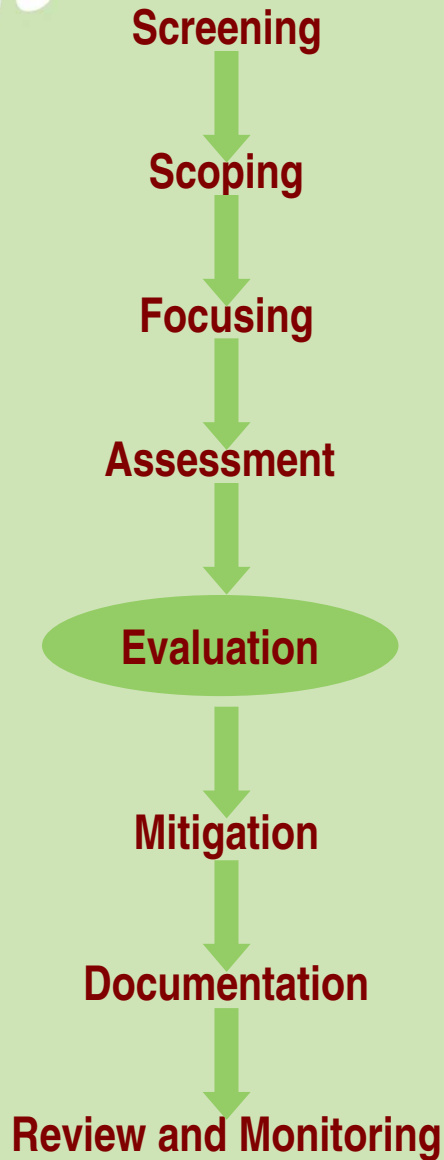 Screening
Scoping
Focusing
Assessment
Evaluation
Mitigation
Documentation
Review and Monitoring